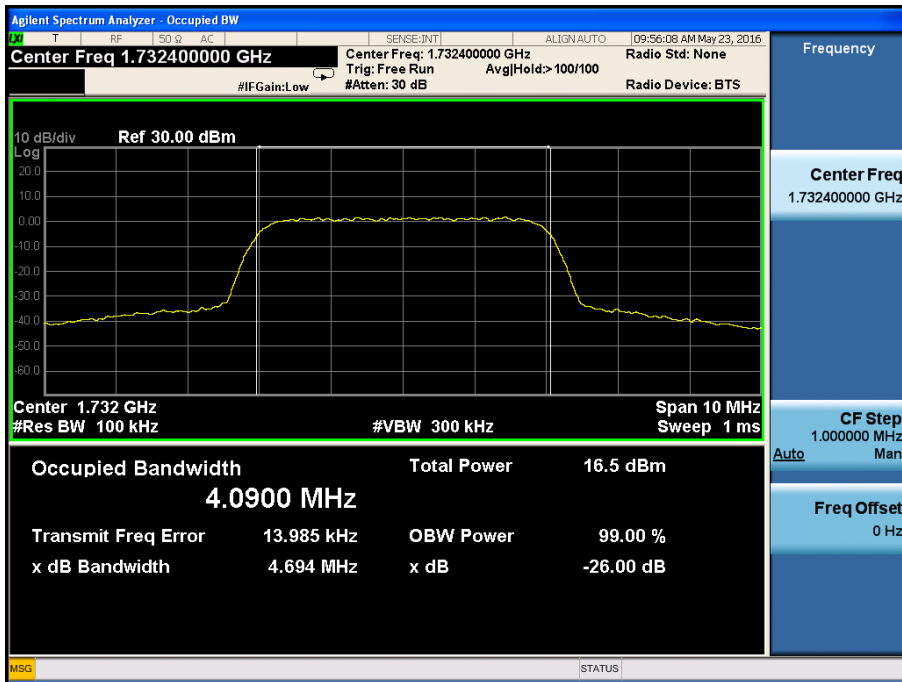 Agilent Spectrum Analyzer - Occupied BW
LXI T RF 50 Ω AC SENSE:INT ALIGN AUTO 09:56:08 AM May 23, 2016
Center Freq 1.732400000 GHz
Center Freq: 1.732400000 GHz Radio Std: None
Trig: Free Run Avg|Hold:> 100/100
#IFGain:Low #Atten: 30 dB Radio Device: BTS
10 dB/div Ref 30.00 dBm
Log
20.0
10.0
0.00
-10.0
-20.0
-30.0
-40.0
-50.0
-60.0
Center 1.732 GHz Span 10 MHz
#Res BW 100 kHz #VBW 300 kHz Sweep 1 ms
Occupied Bandwidth Total Power 16.5 dBm
4.0900 MHz
Transmit Freq Error 13.985 kHz OBW Power 99.00 %
x dB Bandwidth 4.694 MHz x dB -26.00 dB
Frequency
Center Freq
1.732400000 GHz
CF Step
1.000000 MHz
Auto Man
Freq Offset
0 Hz
MSG STATUS